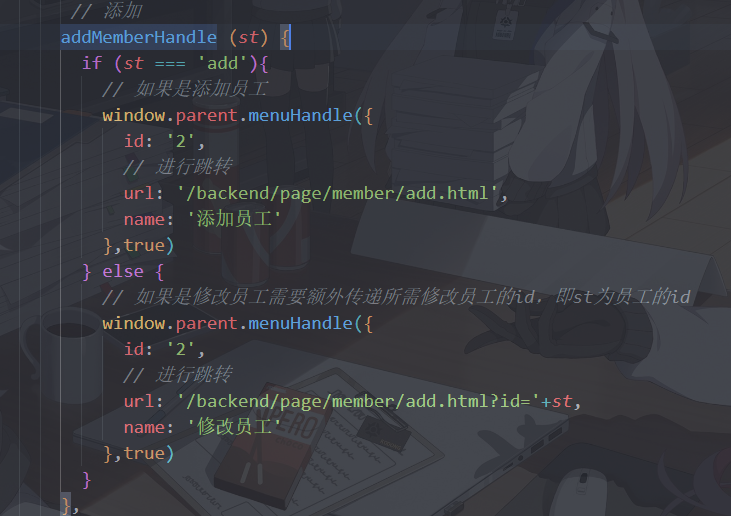 // 添加
addMemberHandle (st) {
if (st === 'add'){
// 如果是添加员工
window.parent.menuHandle({
id: '2',
// 进行跳转
url: '/backend/page/member/add.html',
name: '添加员工'
},true)
} else {
// 如果是修改员工需要额外传递所需修改员工的id，即st为员工的id
window.parent.menuHandle({
id: '2',
// 进行跳转
url: '/backend/page/member/add.html?id='+st,
name: '修改员工'
},true)
}
},